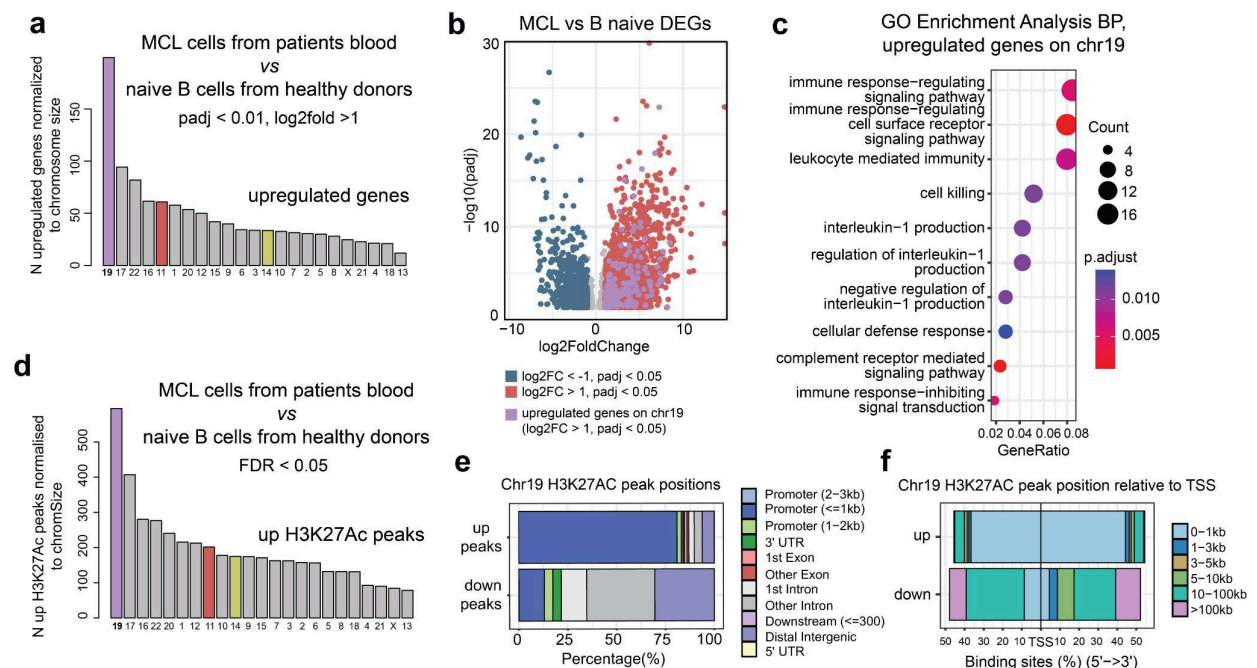 a
MCL cells from patients blood
vs
naive B cells from healthy donors
padj < 0.01, log2fold >1
upregulated genes
N upregulated genes normalized
to chromosome size
0 50 100 150
19 17 22 16 11 1 20 12 15 9 6 3 14 10 7 2 5 8 X 21 4 18 13
b
MCL vs B naive DEGs
-log10(padj)
30
20
10
0
−10 0 10
log2FoldChange
log2FC < -1, padj < 0.05
log2FC > 1, padj < 0.05
upregulated genes on chr19
(log2FC > 1, padj < 0.05)
c
GO Enrichment Analysis BP,
upregulated genes on chr19
immune response−regulating
signaling pathway
immune response−regulating
cell surface receptor
signaling pathway
leukocyte mediated immunity
cell killing
interleukin−1 production
regulation of interleukin−1
production
negative regulation of
interleukin−1 production
cellular defense response
complement receptor mediated
signaling pathway
immune response−inhibiting
signal transduction
0.02 0.04 0.06 0.08
GeneRatio
Count
4
8
12
16
p.adjust
0.010
0.005
d
MCL cells from patients blood
vs
naive B cells from healthy donors
FDR < 0.05
up H3K27Ac peaks
N up H3K27Ac peaks normalised
to chromSize
0 100 200 300 400 500
19 17 16 22 20 1 12 11 10 14 9 15 7 3 2 6 5 8 18 4 21 X 13
e
Chr19 H3K27AC peak positions
up
peaks
down
peaks
0 25 50 75 100
Percentage(%)
Promoter (2−3kb)
Promoter (<=1kb)
Promoter (1−2kb)
3' UTR
1st Exon
Other Exon
1st Intron
Other Intron
Downstream (<=300)
Distal Intergenic
5' UTR
f
Chr19 H3K27AC peak position relative to TSS
up
down
50 40 30 20 10 TSS 10 20 30 40 50
Binding sites (%) (5'−>3')
0−1kb
1−3kb
3−5kb
5−10kb
10−100kb
>100kb